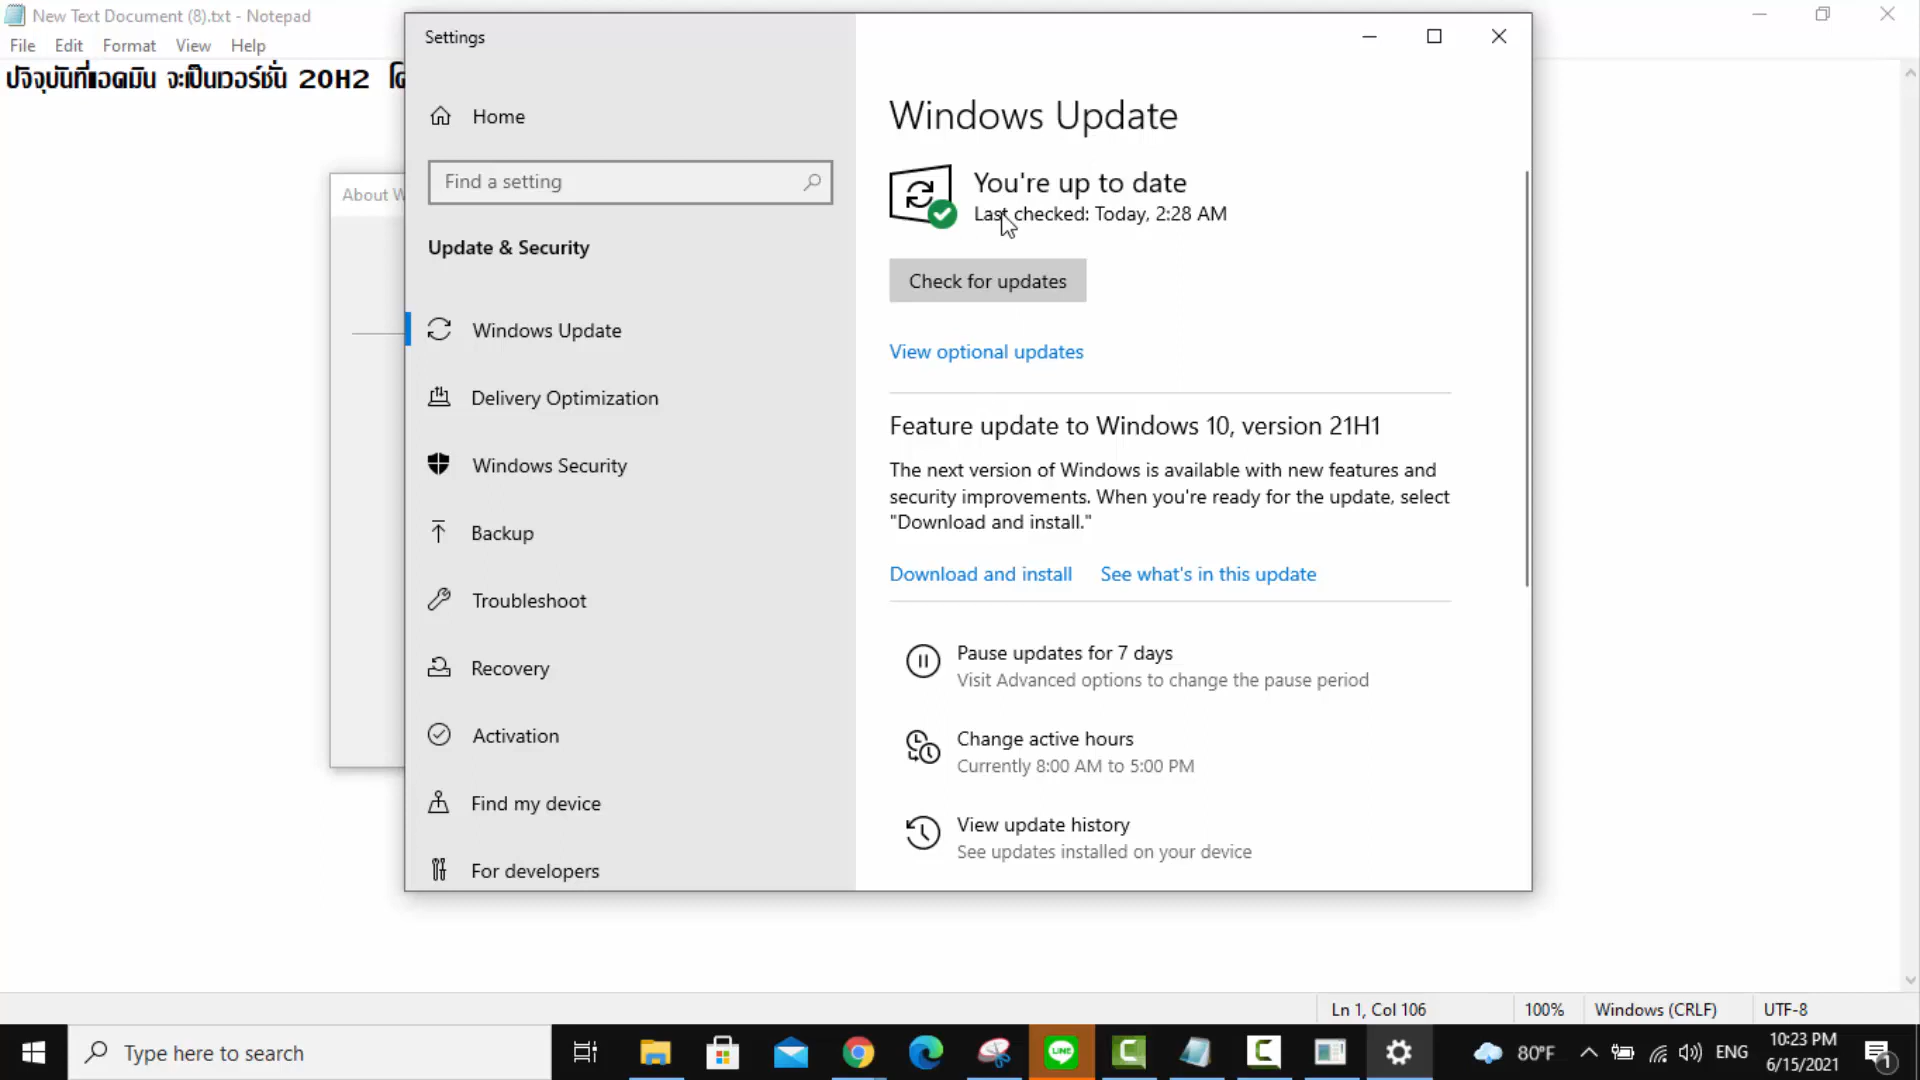 New Text Document (8).txt - Notepad
File Edit Format View Help
ปัจจุบันที่แอดมิน จะเป็นเวอร์ชั่น 20H2
About W
Settings
Home
Find a setting
Update & Security
Windows Update
Delivery Optimization
Windows Security
Backup
Troubleshoot
Recovery
Activation
Find my device
For developers
Windows Update
You're up to date
Last checked: Today, 2:28 AM
Check for updates
View optional updates
Feature update to Windows 10, version 21H1
The next version of Windows is available with new features and
security improvements. When you're ready for the update, select
"Download and install."
Download and install See what's in this update
Pause updates for 7 days
Visit Advanced options to change the pause period
Change active hours
Currently 8:00 AM to 5:00 PM
View update history
See updates installed on your device
Ln 1, Col 106 100% Windows (CRLF) UTF-8
Type here to search
LINE
80°F
ENG
10:23 PM
6/15/2021
1